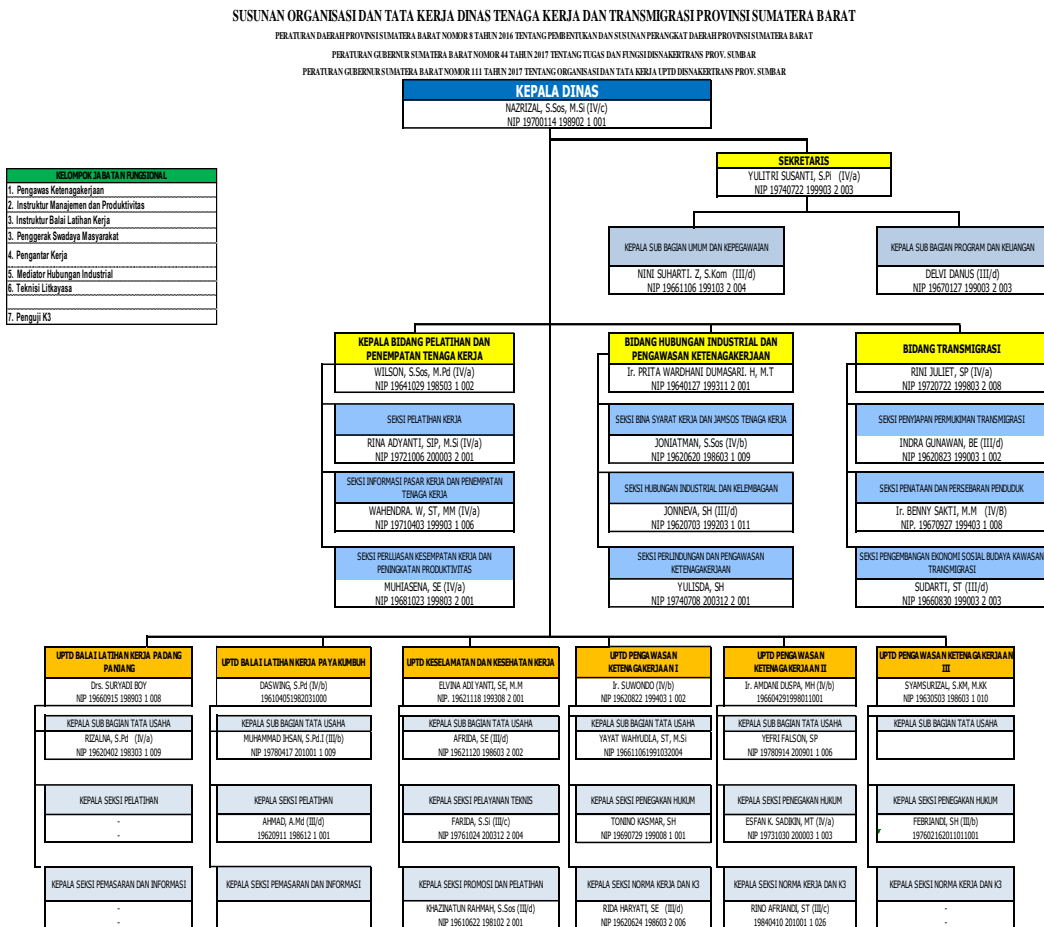 SUSUNAN ORGANISASI DAN TATA KERJA DINAS TENAGA KERJA DAN TRANSMIGRASI PROVINSI SUMATERA BARAT
PERATURAN DAERAH PROVINSI SUMATERA BARAT NOMOR 8 TAHUN 2016 TENTANG PEMBENTUKAN DAN SUSUNAN PERANGKAT DAERAH PROVINSI SUMATERA BARAT
PERATURAN GUBERNUR SUMATERA BARAT NOMOR 44 TAHUN 2017 TENTANG TUGAS DAN FUNGSI DISNAKERTRANS PROV. SUMBAR
PERATURAN GUBERNUR SUMATERA BARAT NOMOR 111 TAHUN 2017 TENTANG ORGANISASI DAN TATA KERJA UPTD DISNAKERTRANS PROV. SUMBAR
KEPALA DINAS
NAZRIZAL, S.Sos, M.Si (IV/c)
NIP 19700114 198902 1 001
SEKRETARIS
YULITRI SUSANTI, S.Pi (IV/a)
NIP 19740722 199903 2 003
KELOMPOK JABATAN FUNGSIONAL
1. Pengawas Ketenagakerjaan
2. Instruktur Manajemen dan Produktivitas
3. Instruktur Balai Latihan Kerja
3. Penggerak Swadaya Masyarakat
4. Pengantar Kerja
5. Mediator Hubungan Industrial
6. Teknisi Litkayasa
7. Penguji K3
KEPALA SUB BAGIAN UMUM DAN KEPEGAWAIAN
NINI SUHARTI. Z, S.Kom (III/d)
NIP 19661106 199103 2 004
KEPALA SUB BAGIAN PROGRAM DAN KEUANGAN
DELVI DANUS (III/d)
NIP 19670127 199003 2 003
KEPALA BIDANG PELATIHAN DAN
PENEMPATAN TENAGA KERJA
WILSON, S.Sos, M.Pd (IV/a)
NIP 19641029 198503 1 002
SEKSI PELATIHAN KERJA
RINA ADYANTI, SIP, M.Si (IV/a)
NIP 19721006 200003 2 001
SEKSI INFORMASI PASAR KERJA DAN PENEMPATAN
TENAGA KERJA
WAHENDRA. W, ST, MM (IV/a)
NIP 19710403 199903 1 006
SEKSI PERLUASAN KESEMPATAN KERJA DAN
PENINGKATAN PRODUKTIVITAS
MUHIASENA, SE (IV/a)
NIP 19681023 199803 2 001
BIDANG HUBUNGAN INDUSTRIAL DAN
PENGAWASAN KETENAGAKERJAAN
Ir. PRITA WARDHANI DUMASARI. H, M.T
NIP 19640127 199311 2 001
SEKSI BINA SYARAT KERJA DAN JAMSOS TENAGA KERJA
JONIATMAN, S.Sos (IV/b)
NIP 19620620 198603 1 009
SEKSI HUBUNGAN INDUSTRIAL DAN KELEMBAGAAN
JONNEVA, SH (III/d)
NIP 19620703 199203 1 011
SEKSI PERLINDUNGAN DAN PENGAWASAN
KETENAGAKERJAAN
YULISDA, SH
NIP 19740708 200312 2 001
BIDANG TRANSMIGRASI
RINI JULIET, SP (IV/a)
NIP 19720722 199803 2 008
SEKSI PENYIAPAN PERMUKIMAN TRANSMIGRASI
INDRA GUNAWAN, BE (III/d)
NIP 19620823 199003 1 002
SEKSI PENATAAN DAN PERSEBARAN PENDUDUK
Ir. BENNY SAKTI, M.M (IV/B)
NIP. 19670927 199403 1 008
SEKSI PENGEMBANGAN EKONOMI SOSIAL BUDAYA KAWASAN
TRANSMIGRASI
SUDARTI, ST (III/d)
NIP 19660830 199003 2 003
UPTD BALAI LATIHAN KERJA PADANG
PANJANG
Drs. SURYADI BOY
NIP 19660915 198903 1 008
KEPALA SUB BAGIAN TATA USAHA
RIZALNA, S.Pd (IV/a)
NIP 19620402 198303 1 009
KEPALA SEKSI PELATIHAN
-
-
KEPALA SEKSI PEMASARAN DAN INFORMASI
-
-
UPTD BALAI LATIHAN KERJA PAYAKUMBUH
DASWING, S.Pd (IV/b)
196104051982031000
KEPALA SUB BAGIAN TATA USAHA
MUHAMMAD IHSAN, S.Pd.I (III/b)
NIP 19780417 201001 1 009
KEPALA SEKSI PELATIHAN
AHMAD, A.Md (III/d)
19620911 198612 1 001
KEPALA SEKSI PEMASARAN DAN INFORMASI
UPTD KESELAMATAN DAN KESEHATAN KERJA
ELVINA ADI YANTI, SE, M.M
NIP. 19621118 199308 2 001
KEPALA SUB BAGIAN TATA USAHA
AFRIDA, SE (III/d)
NIP 19621120 198603 2 002
KEPALA SEKSI PELAYANAN TEKNIS
FARIDA, S.Si (III/c)
NIP 19761024 200312 2 004
KEPALA SEKSI PROMOSI DAN PELATIHAN
KHAZINATUN RAHMAH, S.Sos (III/d)
NIP 19610622 198102 2 001
UPTD PENGAWASAN
KETENAGAKERJAAN I
Ir. SUWONDO (IV/b)
NIP 19620822 199403 1 002
KEPALA SUB BAGIAN TATA USAHA
YAYAT WAHYUDLA, ST, M.Si
NIP 196611061991032004
KEPALA SEKSI PENEGAKAN HUKUM
TONINO KASMAR, SH
NIP 19690729 199008 1 001
KEPALA SEKSI NORMA KERJA DAN K3
RIDA HARYATI, SE (III/d)
NIP 19620624 198603 2 006
UPTD PENGAWASAN
KETENAGAKERJAAN II
Ir. AMDANI DUSPA, MH (IV/b)
196604291998011001
KEPALA SUB BAGIAN TATA USAHA
YEFRI FALSON, SP
NIP 19780914 200901 1 006
KEPALA SEKSI PENEGAKAN HUKUM
ESFAN K. SADIKIN, MT (IV/a)
NIP 19731030 200003 1 003
KEPALA SEKSI NORMA KERJA DAN K3
RINO AFRIANDI, ST (III/c)
19840410 201001 1 026
UPTD PENGAWASAN KETENAGAKERJAAN
III
SYAMSURIZAL, S.KM, M.KK
NIP 19630503 198603 1 010
KEPALA SUB BAGIAN TATA USAHA
KEPALA SEKSI PENEGAKAN HUKUM
FEBRIANDI, SH (III/b)
197602162011011001
KEPALA SEKSI NORMA KERJA DAN K3
-
-